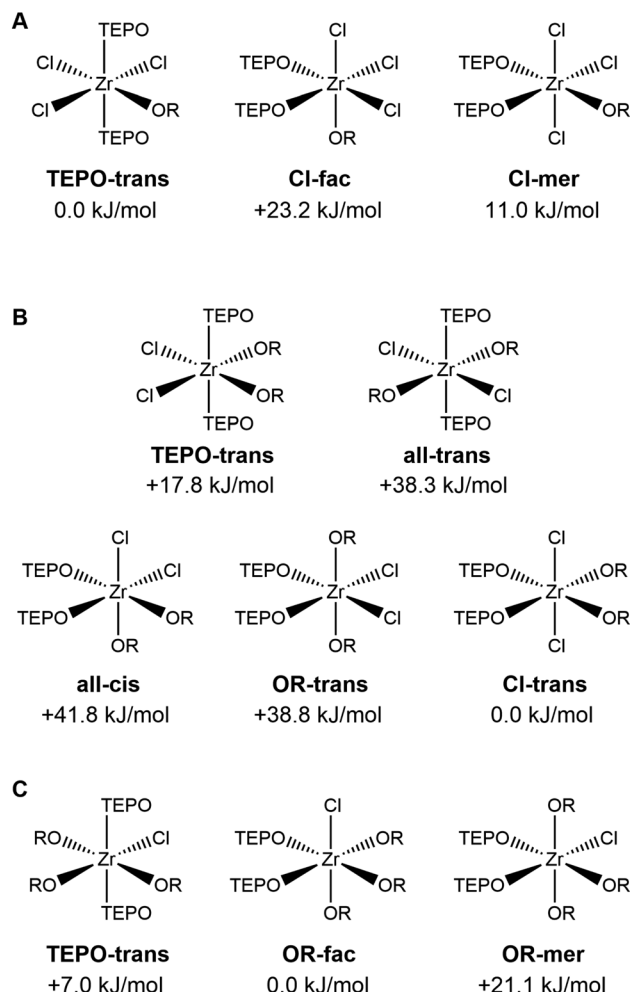 A
TEPO
Cl Cl
Zr
Cl OR
TEPO
TEPO-trans
0.0 kJ/mol
Cl
TEPO Cl
Zr
TEPO Cl
OR
Cl-fac
+23.2 kJ/mol
Cl
TEPO Cl
Zr
TEPO OR
Cl
Cl-mer
11.0 kJ/mol
B
TEPO
Cl OR
Zr
Cl OR
TEPO
TEPO-trans
+17.8 kJ/mol
TEPO
Cl OR
Zr
RO Cl
TEPO
all-trans
+38.3 kJ/mol
Cl
TEPO Cl
Zr
TEPO OR
OR
all-cis
+41.8 kJ/mol
OR
TEPO Cl
Zr
TEPO Cl
OR
OR-trans
+38.8 kJ/mol
Cl
TEPO OR
Zr
TEPO OR
Cl
Cl-trans
0.0 kJ/mol
C
TEPO
RO Cl
Zr
RO OR
TEPO
TEPO-trans
+7.0 kJ/mol
Cl
TEPO OR
Zr
TEPO OR
OR
OR-fac
0.0 kJ/mol
OR
TEPO Cl
Zr
TEPO OR
OR
OR-mer
+21.1 kJ/mol